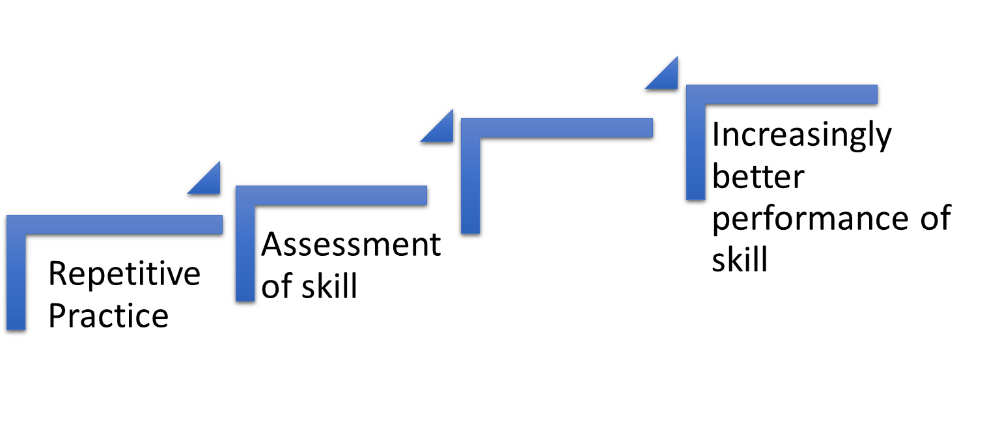 Repetitive
Practice
Assessment
of skill
Increasingly
better
performance of
skill